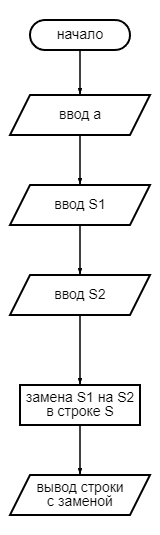 начало
ввод а
ввод S1
ввод S2
замена S1 на S2
в строке S
вывод строки
с заменой